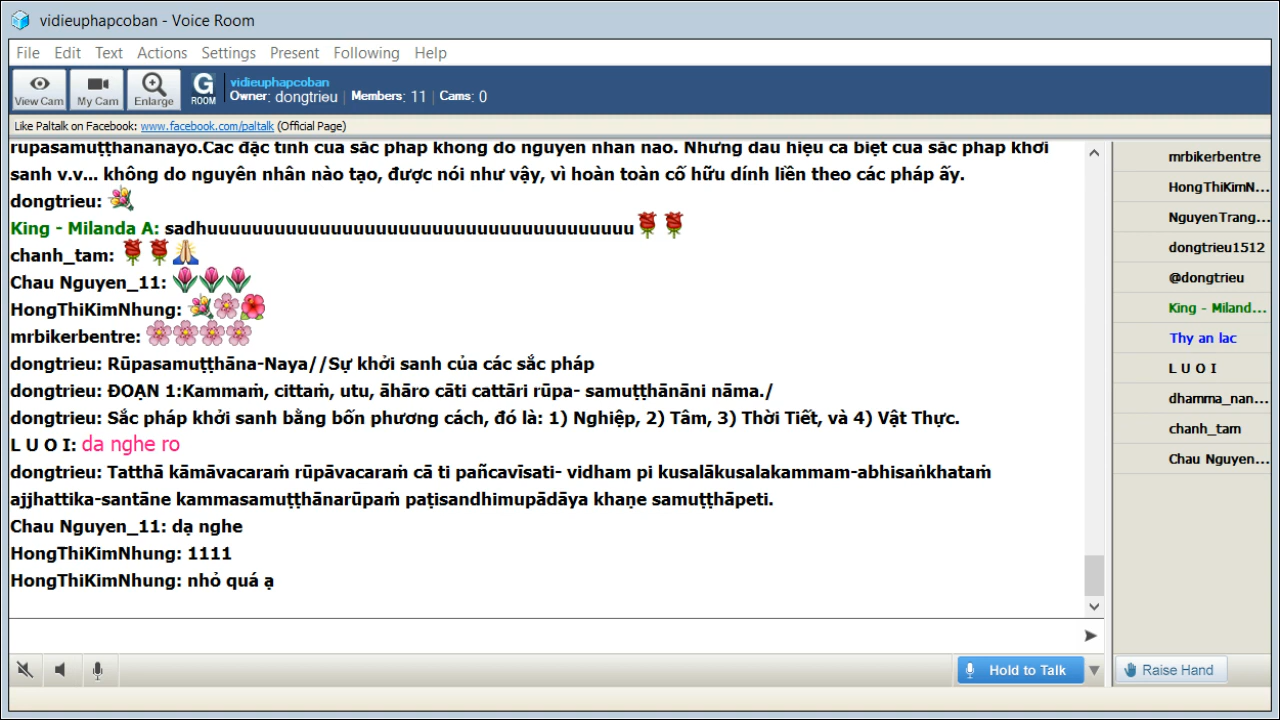 vidieuphapcoban - Voice Room
File Edit Text Actions Settings Present Following Help
View Cam My Cam Enlarge G ROOM
vidieuphapcoban
Owner: dongtrieu | Members: 11 | Cams: 0
Like Paltalk on Facebook: www.facebook.com/paltalk (Official Page)
rūpasamuṭṭhānanayo.Các đặc tính của sắc pháp không do nguyên nhân nào. Những dấu hiệu cá biệt của sắc pháp khởi
sanh v.v... không do nguyên nhân nào tạo, được nói như vậy, vì hoàn toàn cố hữu dính liền theo các pháp ấy.
dongtrieu:
King - Milanda A: sadhuuuuuuuuuuuuuuuuuuuuuuuuuuuuuuuuuuuuuu
chanh_tam:
Chau Nguyen_11:
HongThiKimNhung:
mrbikerbentre:
dongtrieu: Rūpasamuṭṭhāna-Naya//Sự khởi sanh của các sắc pháp
dongtrieu: ĐOẠN 1:Kammaṁ, cittaṁ, utu, āhāro cāti cattāri rūpa- samuṭṭhānāni nāma./
dongtrieu: Sắc pháp khởi sanh bằng bốn phương cách, đó là: 1) Nghiệp, 2) Tâm, 3) Thời Tiết, và 4) Vật Thực.
L U O I: da nghe ro
dongtrieu: Tatthā kāmāvacaraṁ rūpāvacaraṁ cā ti pañcavīsati- vidham pi kusalākusalakammam-abhisaṅkhataṁ
ajjhattika-santāne kammasamuṭṭhānarūpaṁ paṭisandhimupādāya khaṇe samuṭṭhāpeti.
Chau Nguyen_11: dạ nghe
HongThiKimNhung: 1111
HongThiKimNhung: nhỏ quá ạ
mrbikerbentre
HongThiKimN...
NguyenTrang...
dongtrieu1512
@dongtrieu
King - Miland...
Thy an lac
L U O I
dhamma_nan...
chanh_tam
Chau Nguyen...
Hold to Talk
Raise Hand